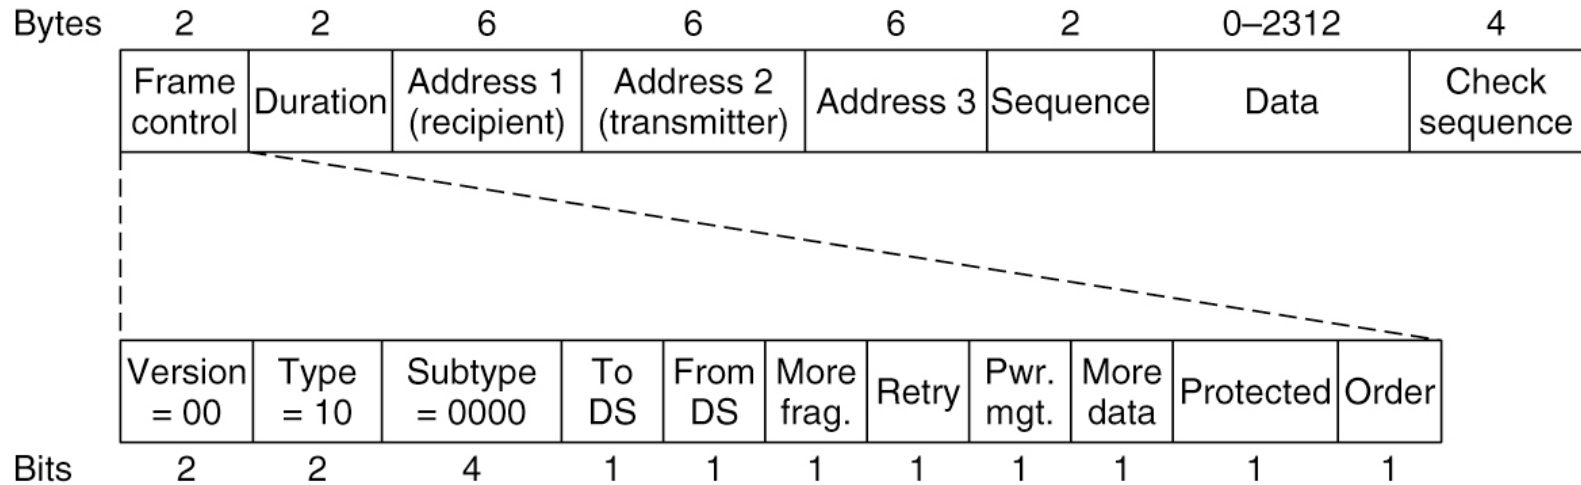 Bytes 2 2 6 6 6 2 0–2312 4
Frame control Duration Address 1 (recipient) Address 2 (transmitter) Address 3 Sequence Data Check sequence
Version = 00 Type = 10 Subtype = 0000 To DS From DS More frag. Retry Pwr. mgt. More data Protected Order
Bits 2 2 4 1 1 1 1 1 1 1 1